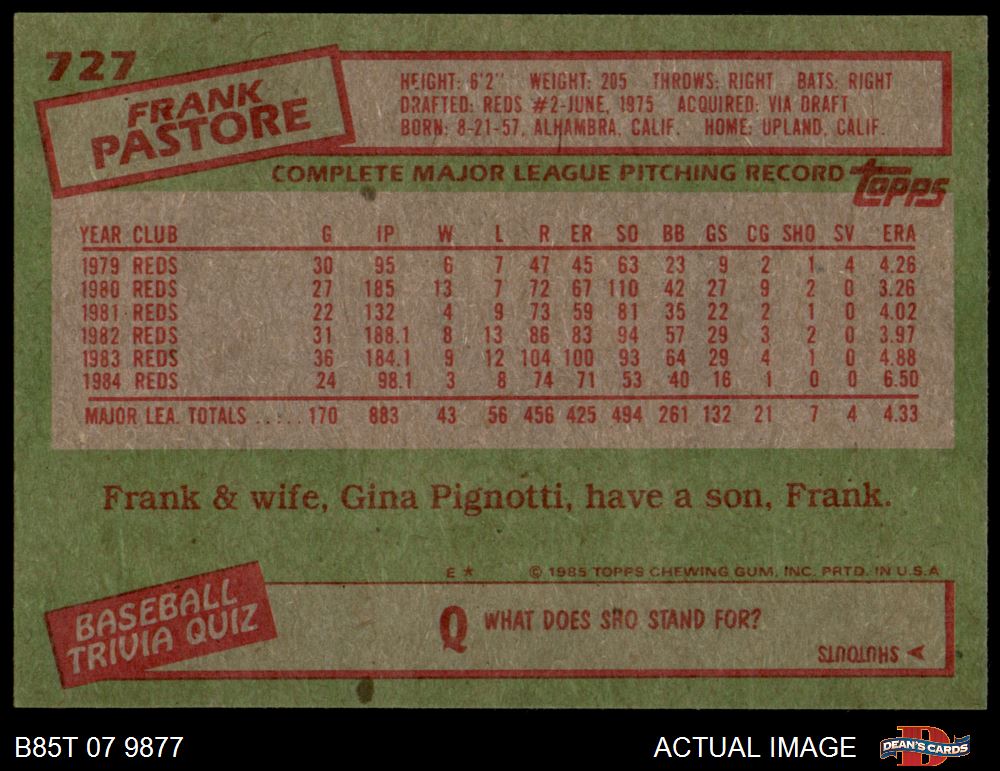 727
FRANK
PASTORE
HEIGHT: 6'2" WEIGHT: 205 THROWS: RIGHT BATS: RIGHT
DRAFTED: REDS #2-JUNE, 1975 ACQUIRED: VIA DRAFT
BORN: 8-21-57, ALHAMBRA, CALIF. HOME: UPLAND, CALIF.
COMPLETE MAJOR LEAGUE PITCHING RECORD topps
YEAR CLUB G IP W L R ER SO BB GS CG SHO SV ERA
1979 REDS 30 95 6 7 47 45 63 23 9 2 1 4 4.26
1980 REDS 27 185 13 7 72 67 110 42 27 9 2 0 3.26
1981 REDS 22 132 4 9 73 59 81 35 22 2 1 0 4.02
1982 REDS 31 188.1 8 13 86 83 94 57 29 3 2 0 3.97
1983 REDS 36 184.1 9 12 104 100 93 64 29 4 1 0 4.88
1984 REDS 24 98.1 3 8 74 71 53 40 16 1 0 0 6.50
MAJOR LEA. TOTALS ..... 170 883 43 56 456 425 494 261 132 21 7 4 4.33
Frank & wife, Gina Pignotti, have a son, Frank.
E * © 1985 TOPPS CHEWING GUM, INC. PRTD. IN U.S.A
BASEBALL
TRIVIA QUIZ
Q WHAT DOES SHO STAND FOR?
SHUTOUTS
B85T 07 9877
ACTUAL IMAGE
D DEAN'S CARDS